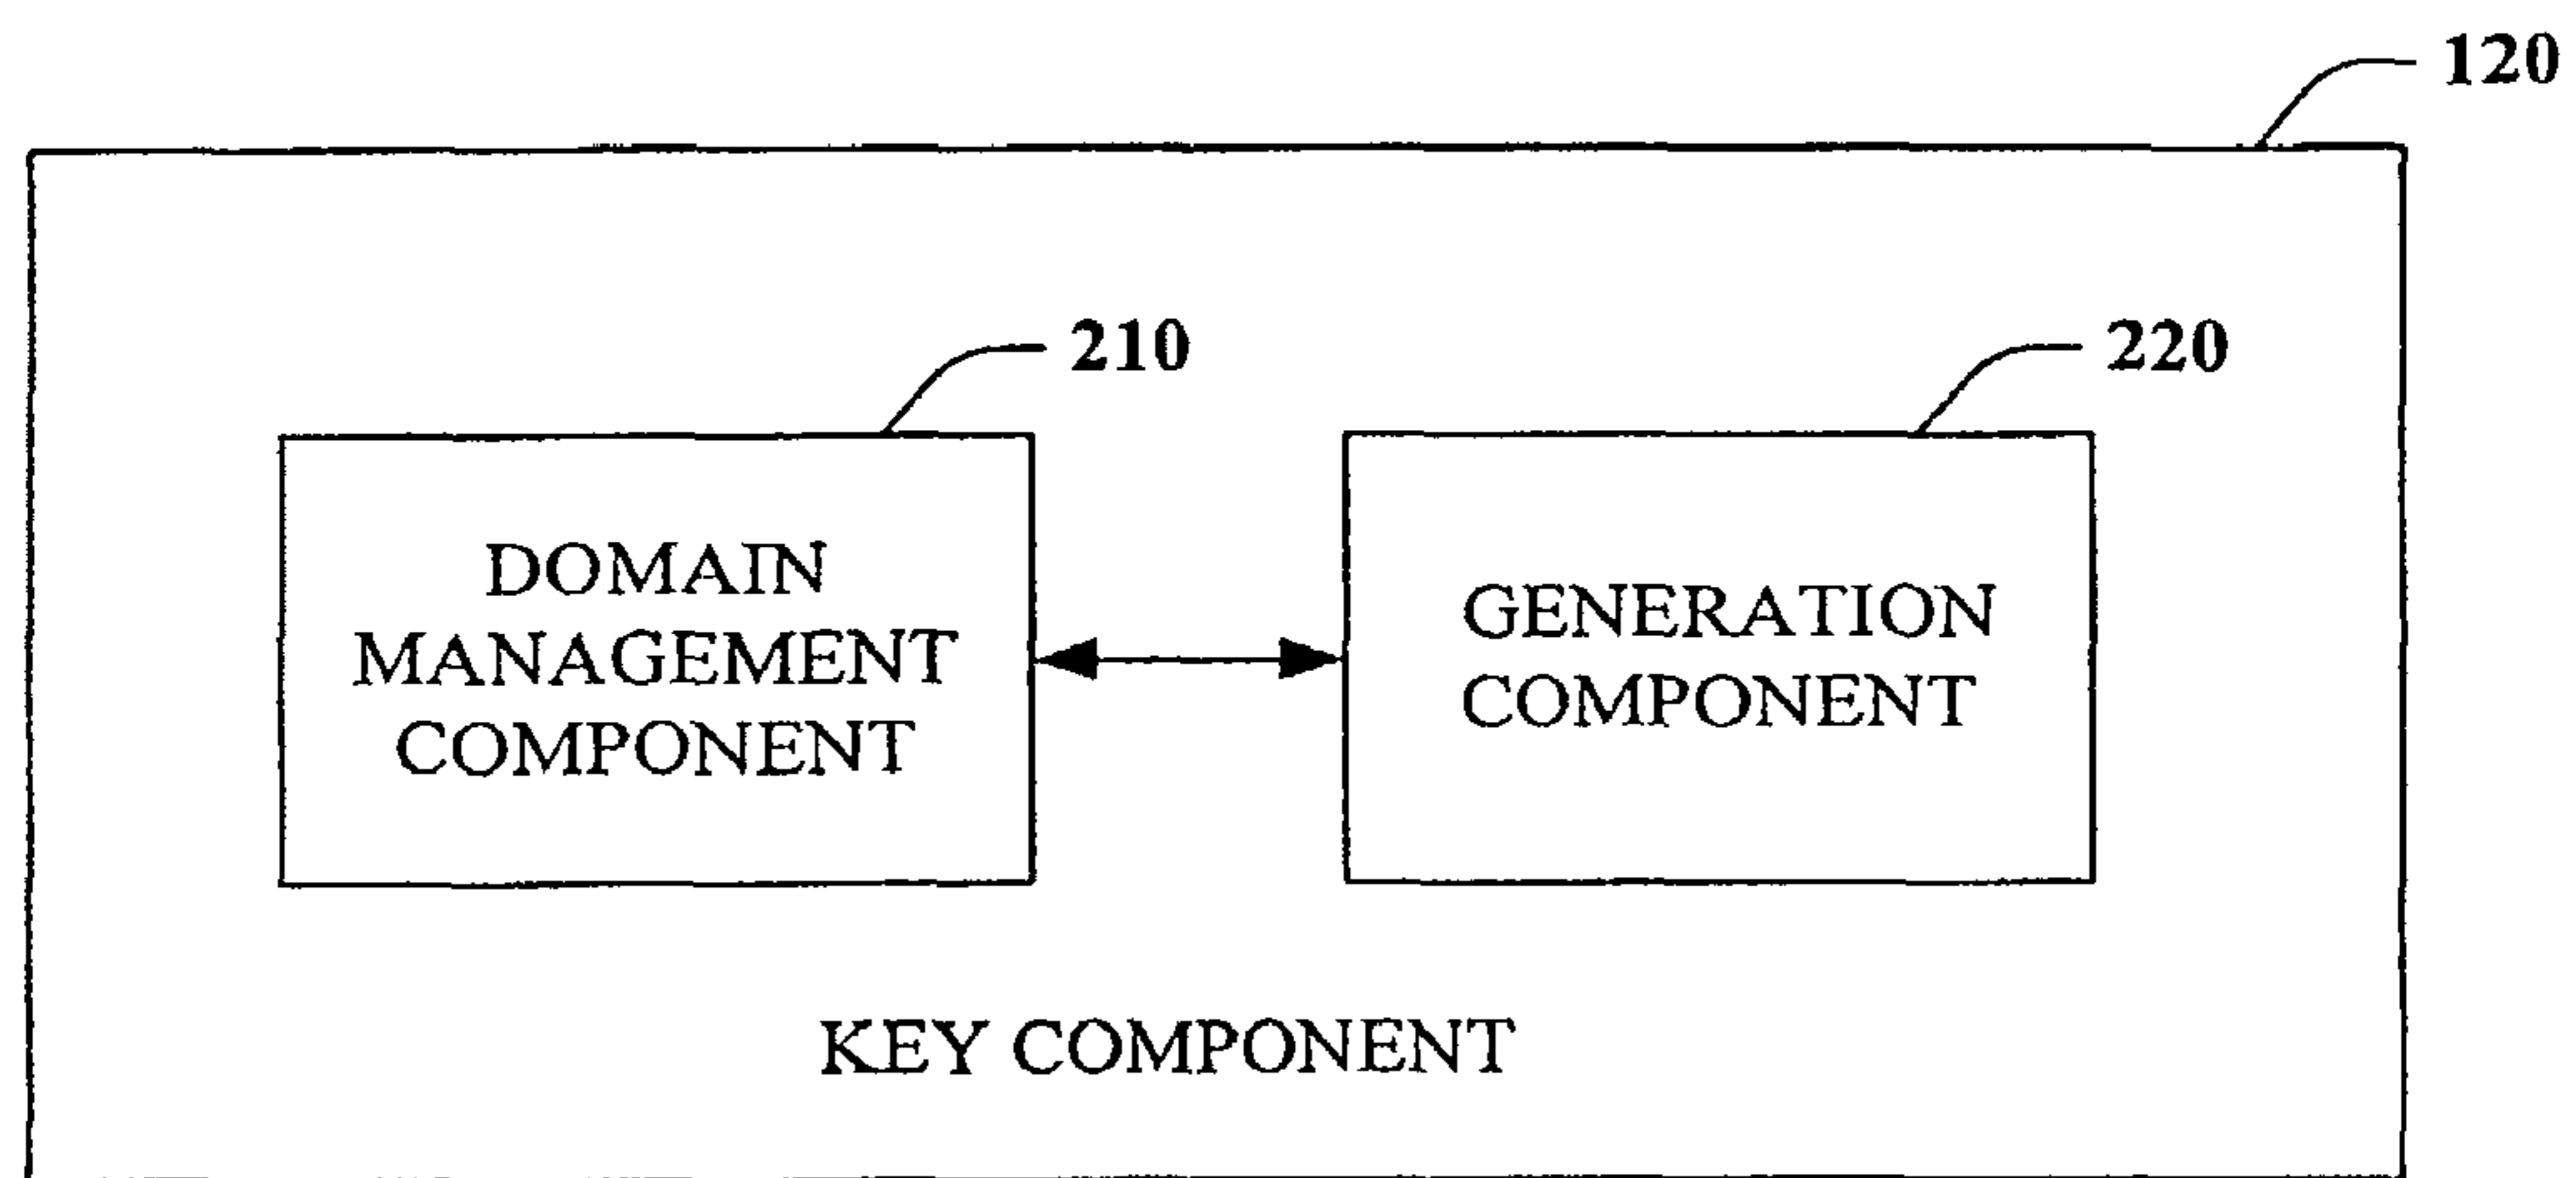 120
210
220
DOMAIN
MANAGEMENT
COMPONENT
GENERATION
COMPONENT
KEY COMPONENT